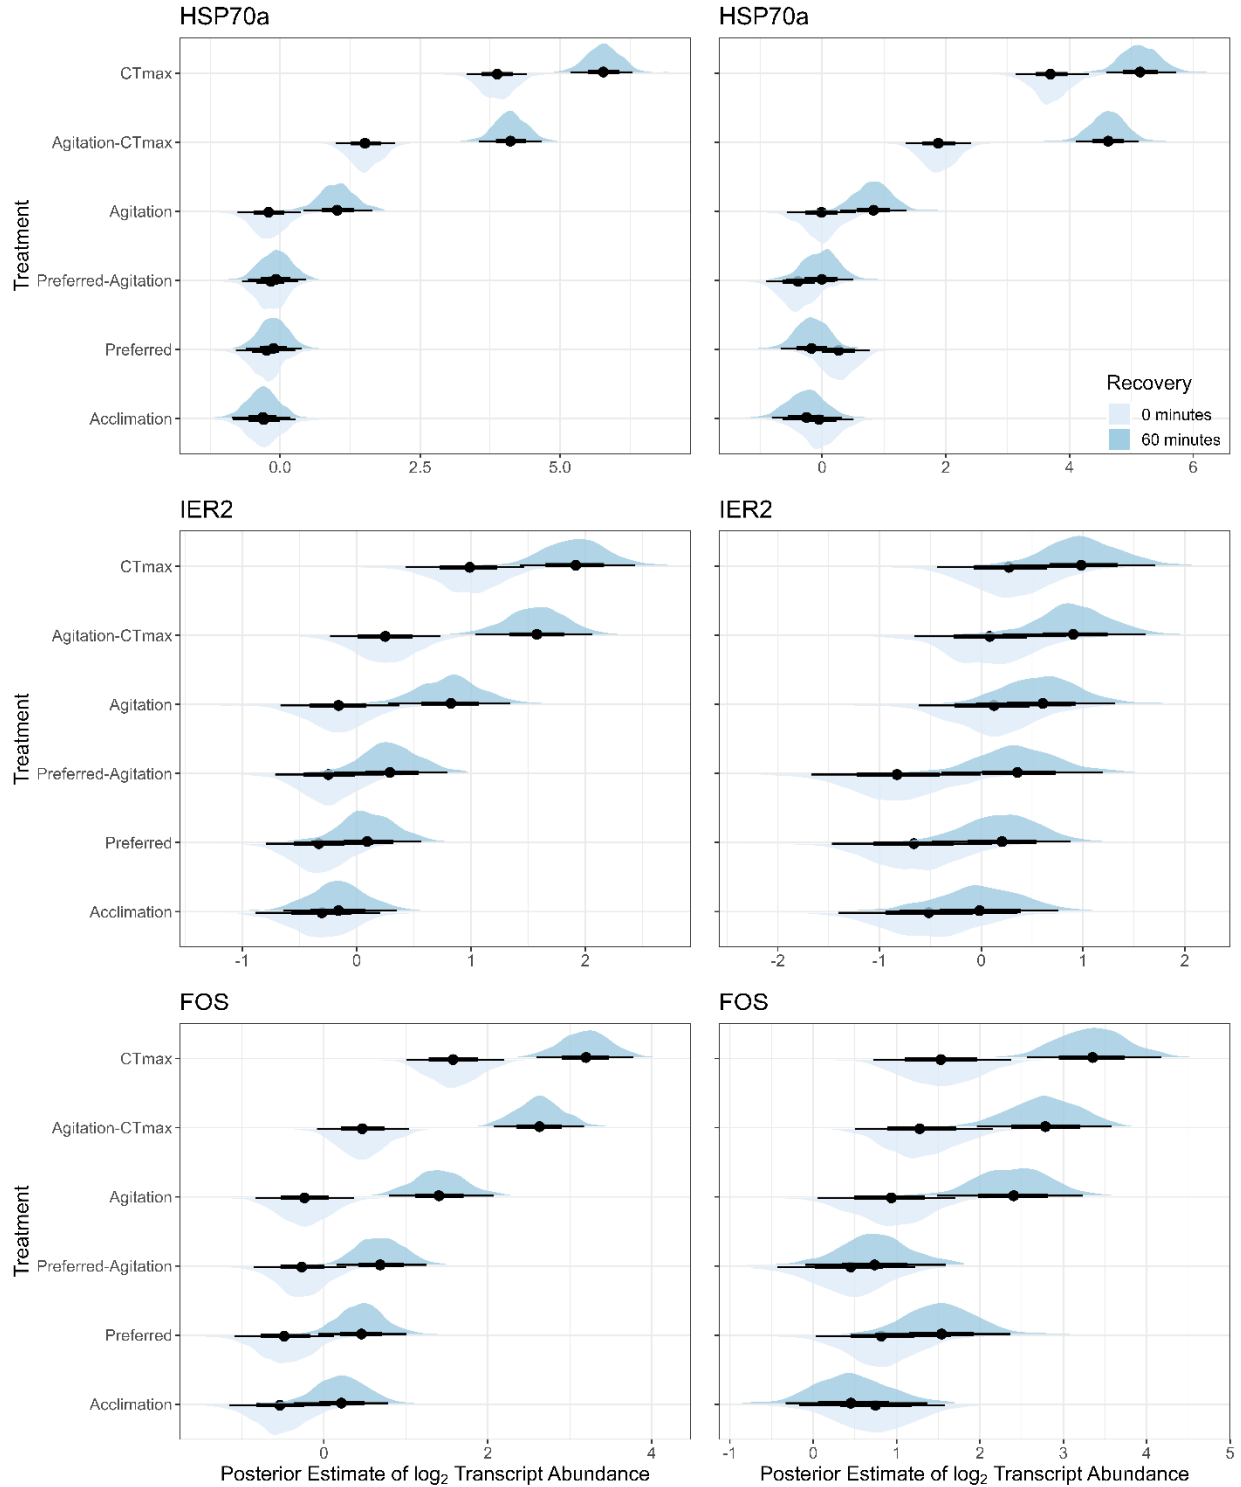 HSP70a
HSP70a
CTmax
Agitation-CTmax
Agitation
Preferred-Agitation
Preferred
Acclimation
Treatment
0.0 2.5 5.0
Recovery
0 minutes
60 minutes
0 2 4 6
IER2
IER2
CTmax
Agitation-CTmax
Agitation
Preferred-Agitation
Preferred
Acclimation
Treatment
-1 0 1 2
-2 -1 0 1 2
FOS
FOS
CTmax
Agitation-CTmax
Agitation
Preferred-Agitation
Preferred
Acclimation
Treatment
0 2 4
-1 0 1 2 3 4 5
Posterior Estimate of log₂ Transcript Abundance
Posterior Estimate of log₂ Transcript Abundance